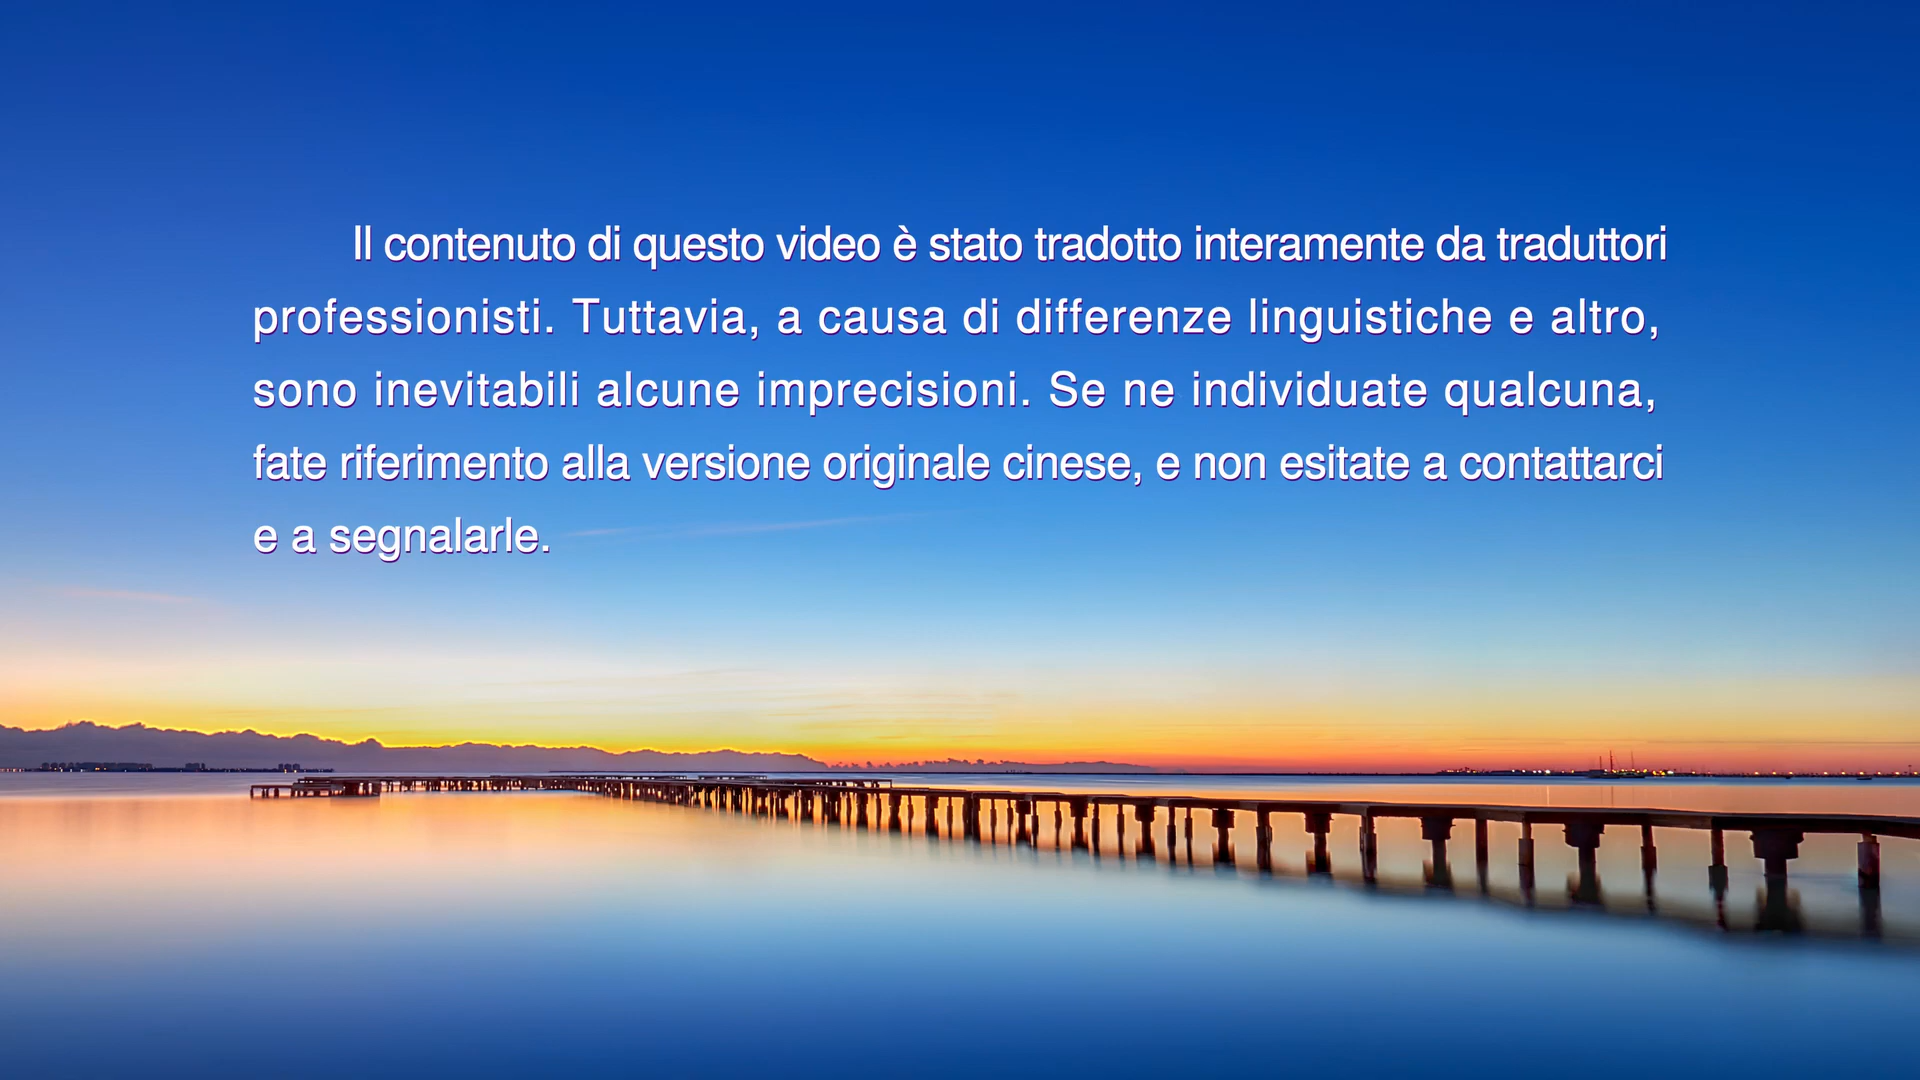 Il contenuto di questo video è stato tradotto interamente da traduttori
professionisti. Tuttavia, a causa di differenze linguistiche e altro,
sono inevitabili alcune imprecisioni. Se ne individuate qualcuna,
fate riferimento alla versione originale cinese, e non esitate a contattarci
e a segnalarle.